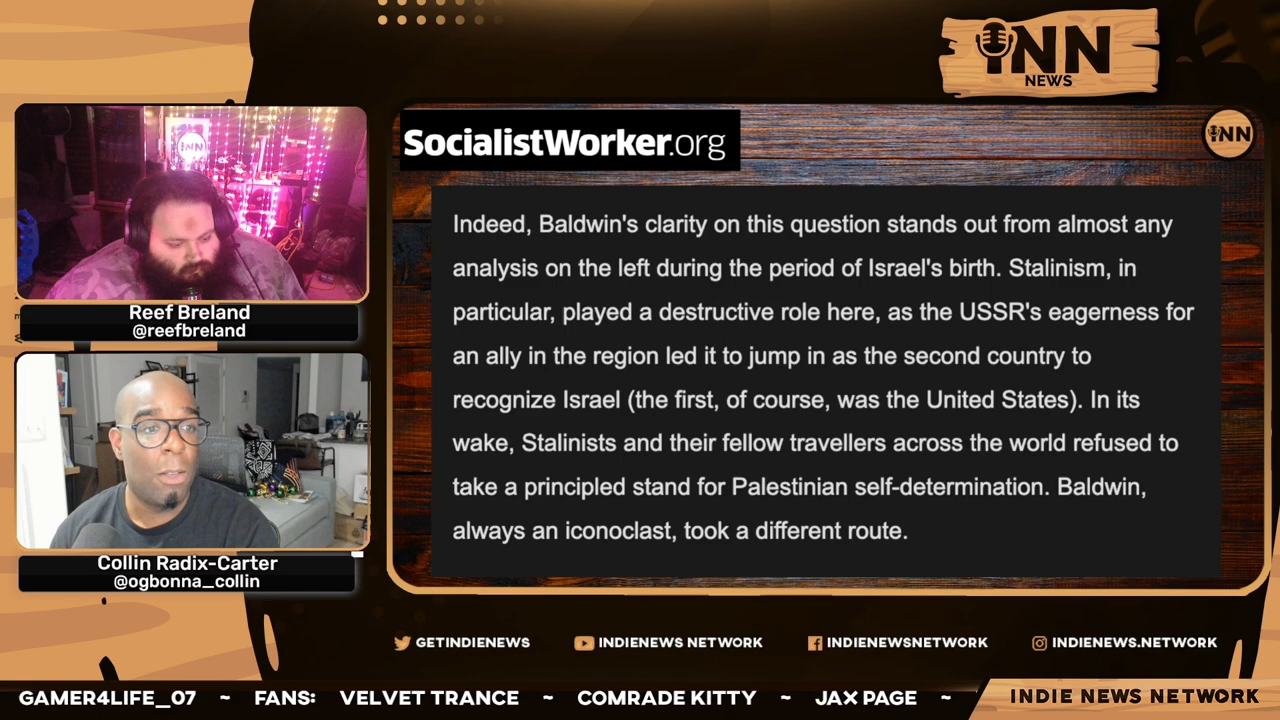 iNN
NEWS
SocialistWorker.org
iNN
Indeed, Baldwin's clarity on this question stands out from almost any
analysis on the left during the period of Israel's birth. Stalinism, in
particular, played a destructive role here, as the USSR's eagerness for
an ally in the region led it to jump in as the second country to
recognize Israel (the first, of course, was the United States). In its
wake, Stalinists and their fellow travellers across the world refused to
take a principled stand for Palestinian self-determination. Baldwin,
always an iconoclast, took a different route.
iNN
Reef Breland
@reefbreland
Collin Radix-Carter
@ogbonna_collin
GETINDIENEWS
INDIENEWS NETWORK
INDIENEWSNETWORK
INDIENEWS.NETWORK
GAMER4LIFE_07 ~ FANS: VELVET TRANCE ~ COMRADE KITTY ~ JAX PAGE ~
INDIE NEWS NETWORK